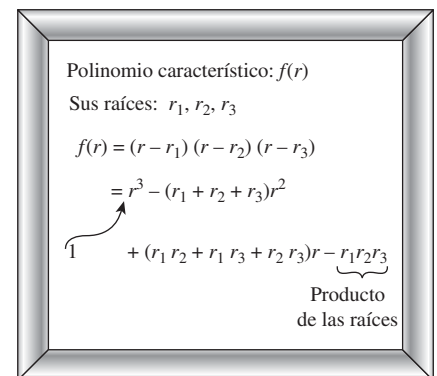 Polinomio característico: f(r)
Sus raíces: r₁, r₂, r₃
f(r) = (r – r₁) (r – r₂) (r – r₃)
= r³ – (r₁ + r₂ + r₃)r²
1 + (r₁ r₂ + r₁ r₃ + r₂ r₃)r – r₁r₂r₃
Producto
de las raíces